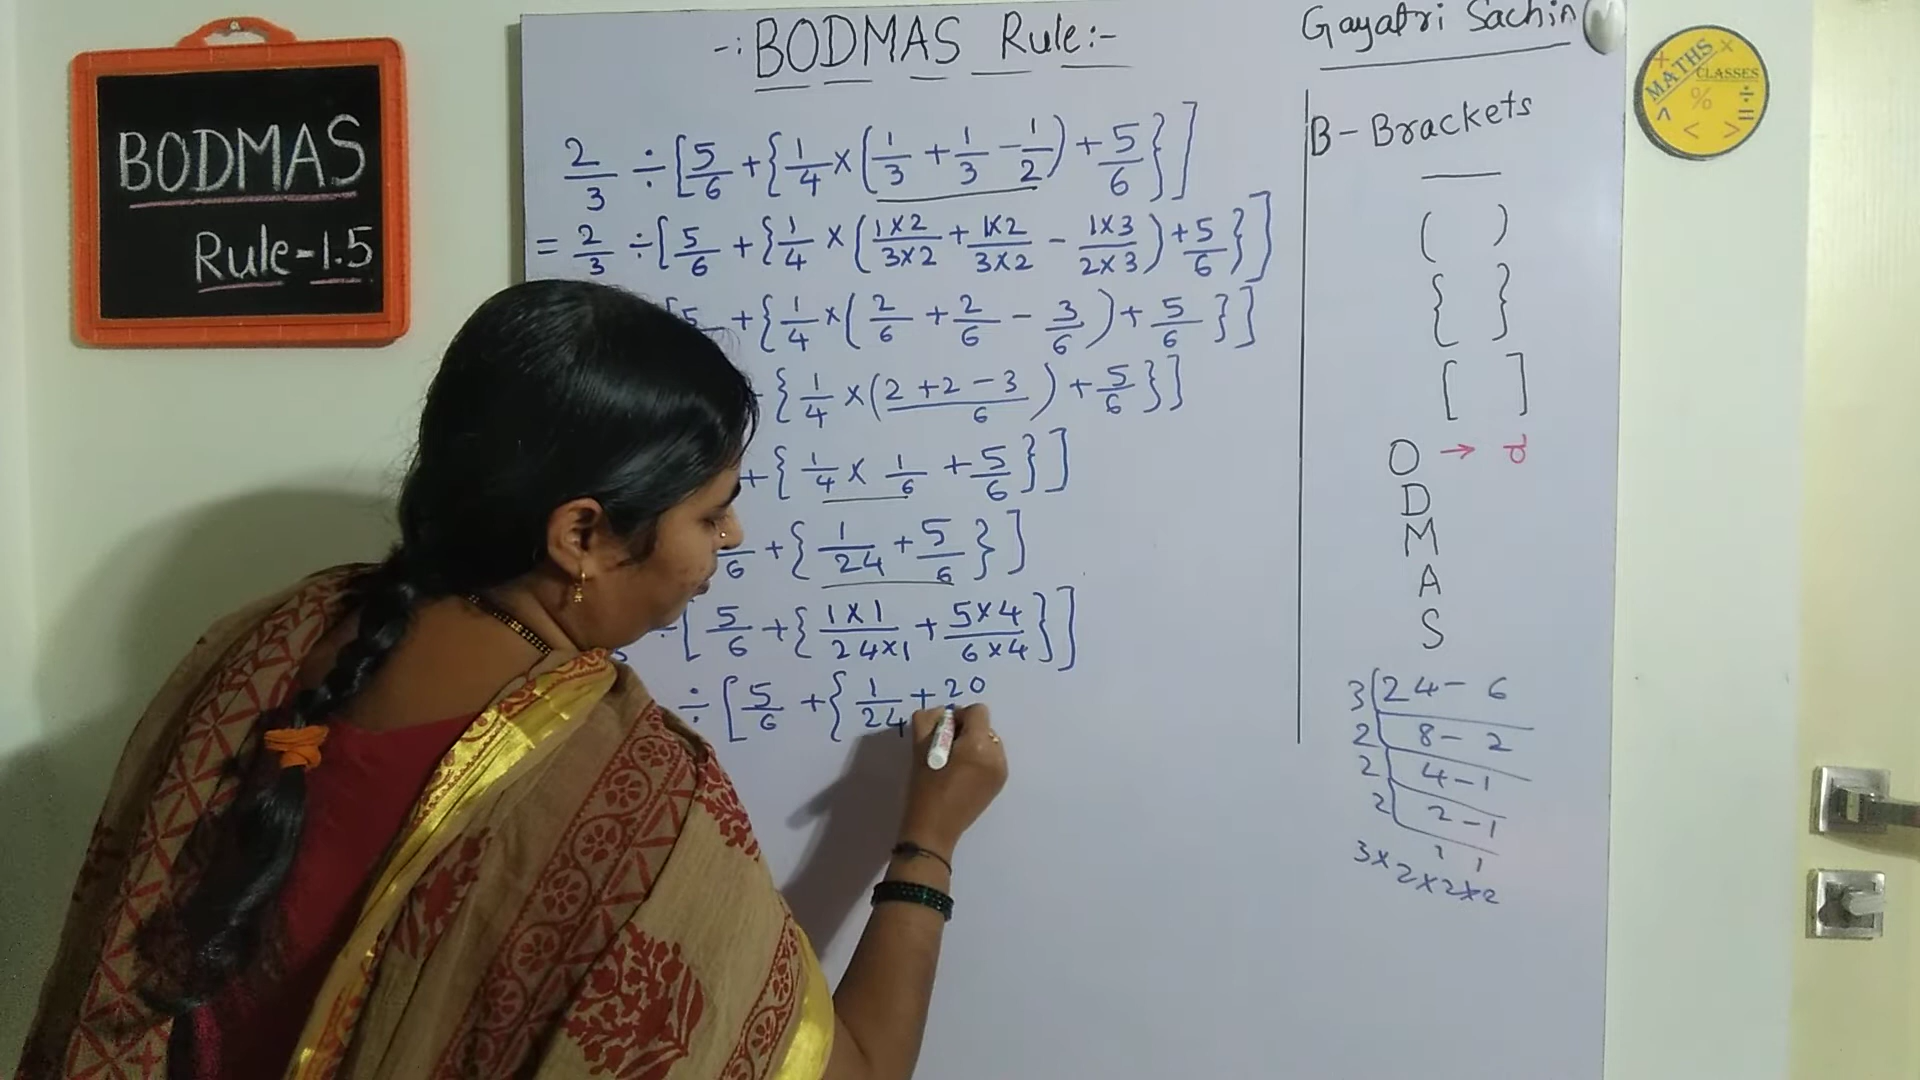 BODMAS
Rule-1.5
-: BODMAS Rule:-
2/3 ÷ [5/6 + {1/4 × (1/3 + 1/3 - 1/2) + 5/6}]
= 2/3 ÷ [5/6 + {1/4 × (1×2/3×2 + 1×2/3×2 - 1×3/2×3) + 5/6}]
[5 + {1/4 × (2/6 + 2/6 - 3/6) + 5/6}]
{1/4 × (2+2-3/6) + 5/6}]
+ {1/4 × 1/6 + 5/6}]
6 + {1/24 + 5/6}]
÷ [5/6 + {1×1/24×1 + 5×4/6×4}]
÷ [5/6 + {1/24 + 20
Gayatri Sachin
B - Brackets
( )
{ }
[ ]
O →
D
M
A
S
3 | 24 - 6
2 | 8 - 2
2 | 4 - 1
2 | 2 - 1
1 1
3×2×2×2
MATHS
CLASSES
+ × % ÷ = ^ < >